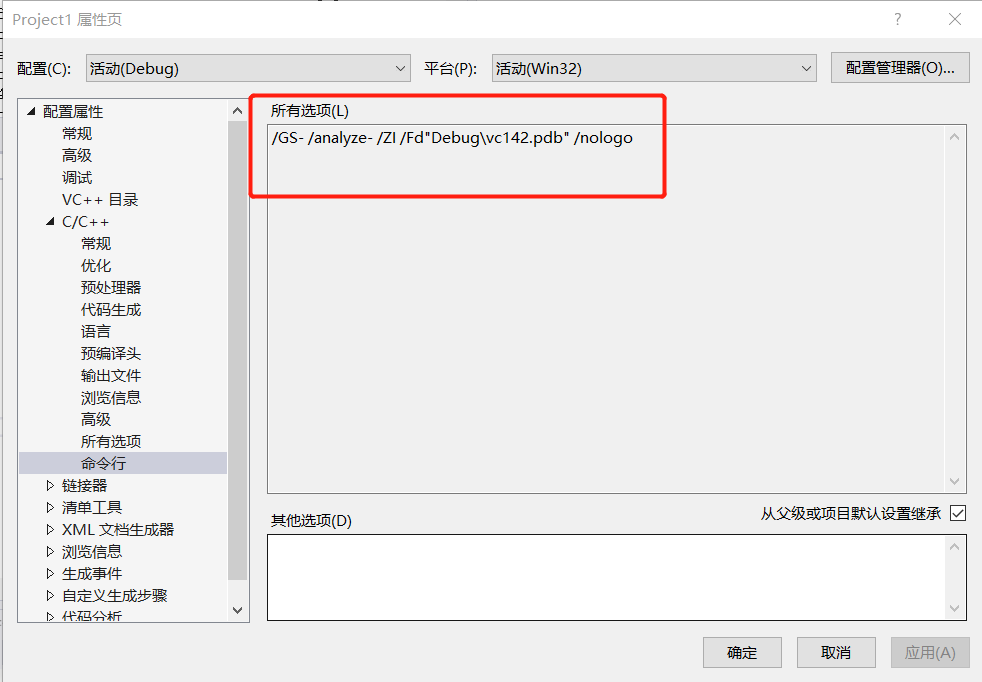 Project1 属性页
?
配置(C):
活动(Debug)
平台(P):
活动(Win32)
配置管理器(O)...
配置属性
常规
高级
调试
VC++ 目录
C/C++
常规
优化
预处理器
代码生成
语言
预编译头
输出文件
浏览信息
高级
所有选项
命令行
链接器
清单工具
XML 文档生成器
浏览信息
生成事件
自定义生成步骤
代码分析
所有选项(L)
/GS- /analyze- /ZI /Fd"Debug\vc142.pdb" /nologo
其他选项(D)
从父级或项目默认设置继承
确定
取消
应用(A)